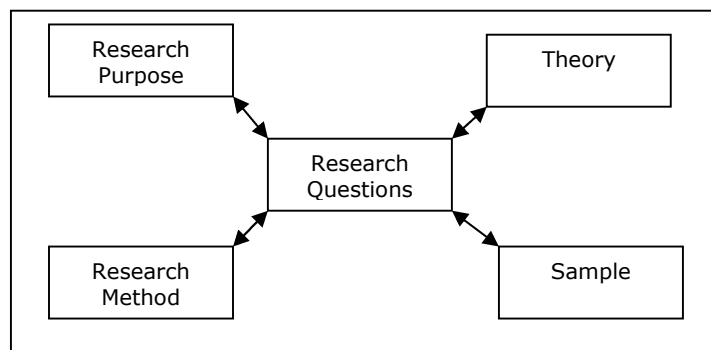 Research
Purpose
Theory
Research
Questions
Research
Method
Sample